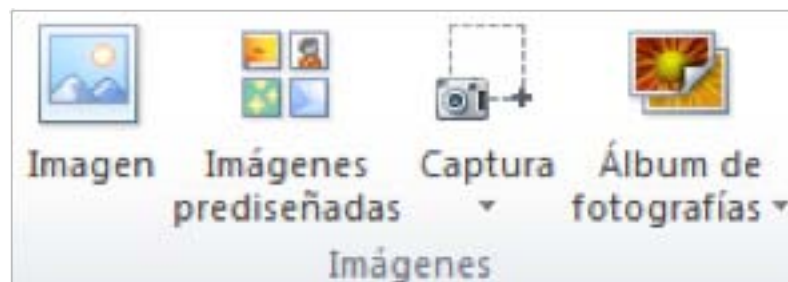 Imagen
Imágenes
prediseñadas
Captura
Álbum de
fotografías
Imágenes